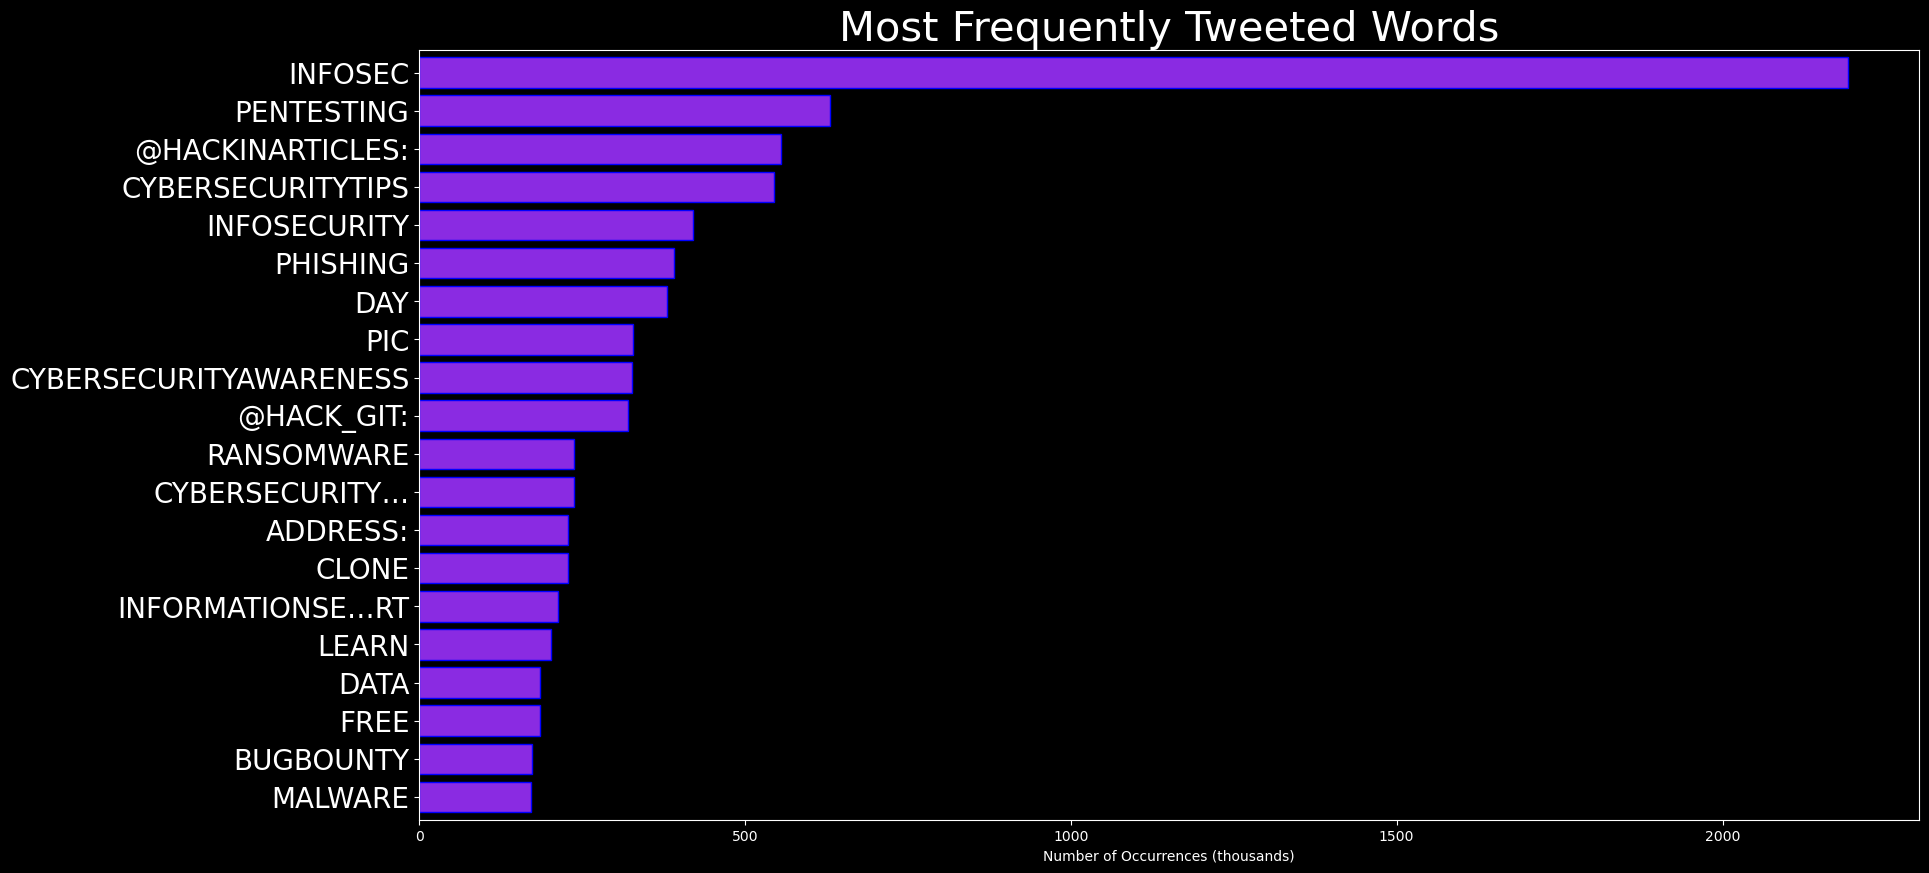 Most Frequently Tweeted Words
INFOSEC
PENTESTING
@HACKINARTICLES:
CYBERSECURITYTIPS
INFOSECURITY
PHISHING
DAY
PIC
CYBERSECURITYAWARENESS
@HACK_GIT:
RANSOMWARE
CYBERSECURITY…
ADDRESS:
CLONE
INFORMATIONSE…RT
LEARN
DATA
FREE
BUGBOUNTY
MALWARE
0 500 1000 1500 2000
Number of Occurrences (thousands)